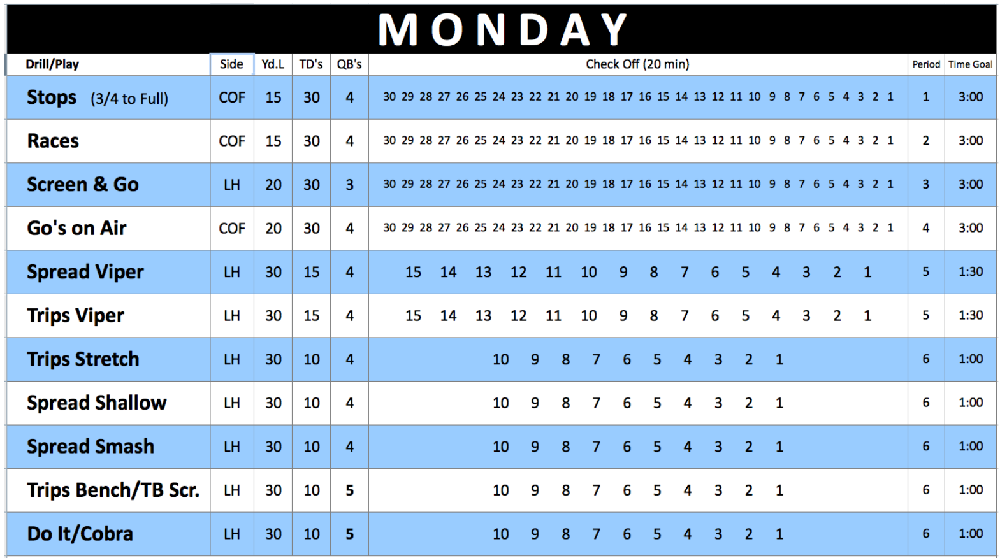 MONDAY
Drill/Play Side Yd.L TD's QB's Check Off (20 min) Period Time Goal
Stops (3/4 to Full) COF 15 30 4 30 29 28 27 26 25 24 23 22 21 20 19 18 17 16 15 14 13 12 11 10 9 8 7 6 5 4 3 2 1 1 3:00
Races COF 15 30 4 30 29 28 27 26 25 24 23 22 21 20 19 18 17 16 15 14 13 12 11 10 9 8 7 6 5 4 3 2 1 2 3:00
Screen & Go LH 20 30 3 30 29 28 27 26 25 24 23 22 21 20 19 18 17 16 15 14 13 12 11 10 9 8 7 6 5 4 3 2 1 3 3:00
Go's on Air COF 20 30 4 30 29 28 27 26 25 24 23 22 21 20 19 18 17 16 15 14 13 12 11 10 9 8 7 6 5 4 3 2 1 4 3:00
Spread Viper LH 30 15 4 15 14 13 12 11 10 9 8 7 6 5 4 3 2 1 5 1:30
Trips Viper LH 30 15 4 15 14 13 12 11 10 9 8 7 6 5 4 3 2 1 5 1:30
Trips Stretch LH 30 10 4 10 9 8 7 6 5 4 3 2 1 6 1:00
Spread Shallow LH 30 10 4 10 9 8 7 6 5 4 3 2 1 6 1:00
Spread Smash LH 30 10 4 10 9 8 7 6 5 4 3 2 1 6 1:00
Trips Bench/TB Scr. LH 30 10 5 10 9 8 7 6 5 4 3 2 1 6 1:00
Do It/Cobra LH 30 10 5 10 9 8 7 6 5 4 3 2 1 6 1:00